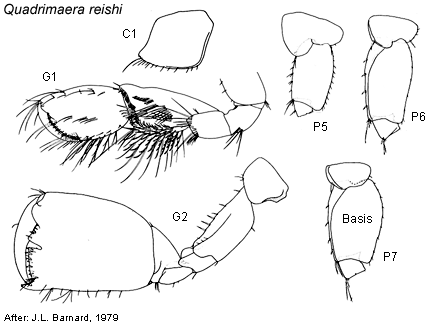 Quadrimaera reishi
C1
G1
P5
P6
G2
Basis
P7
After: J.L. Barnard, 1979